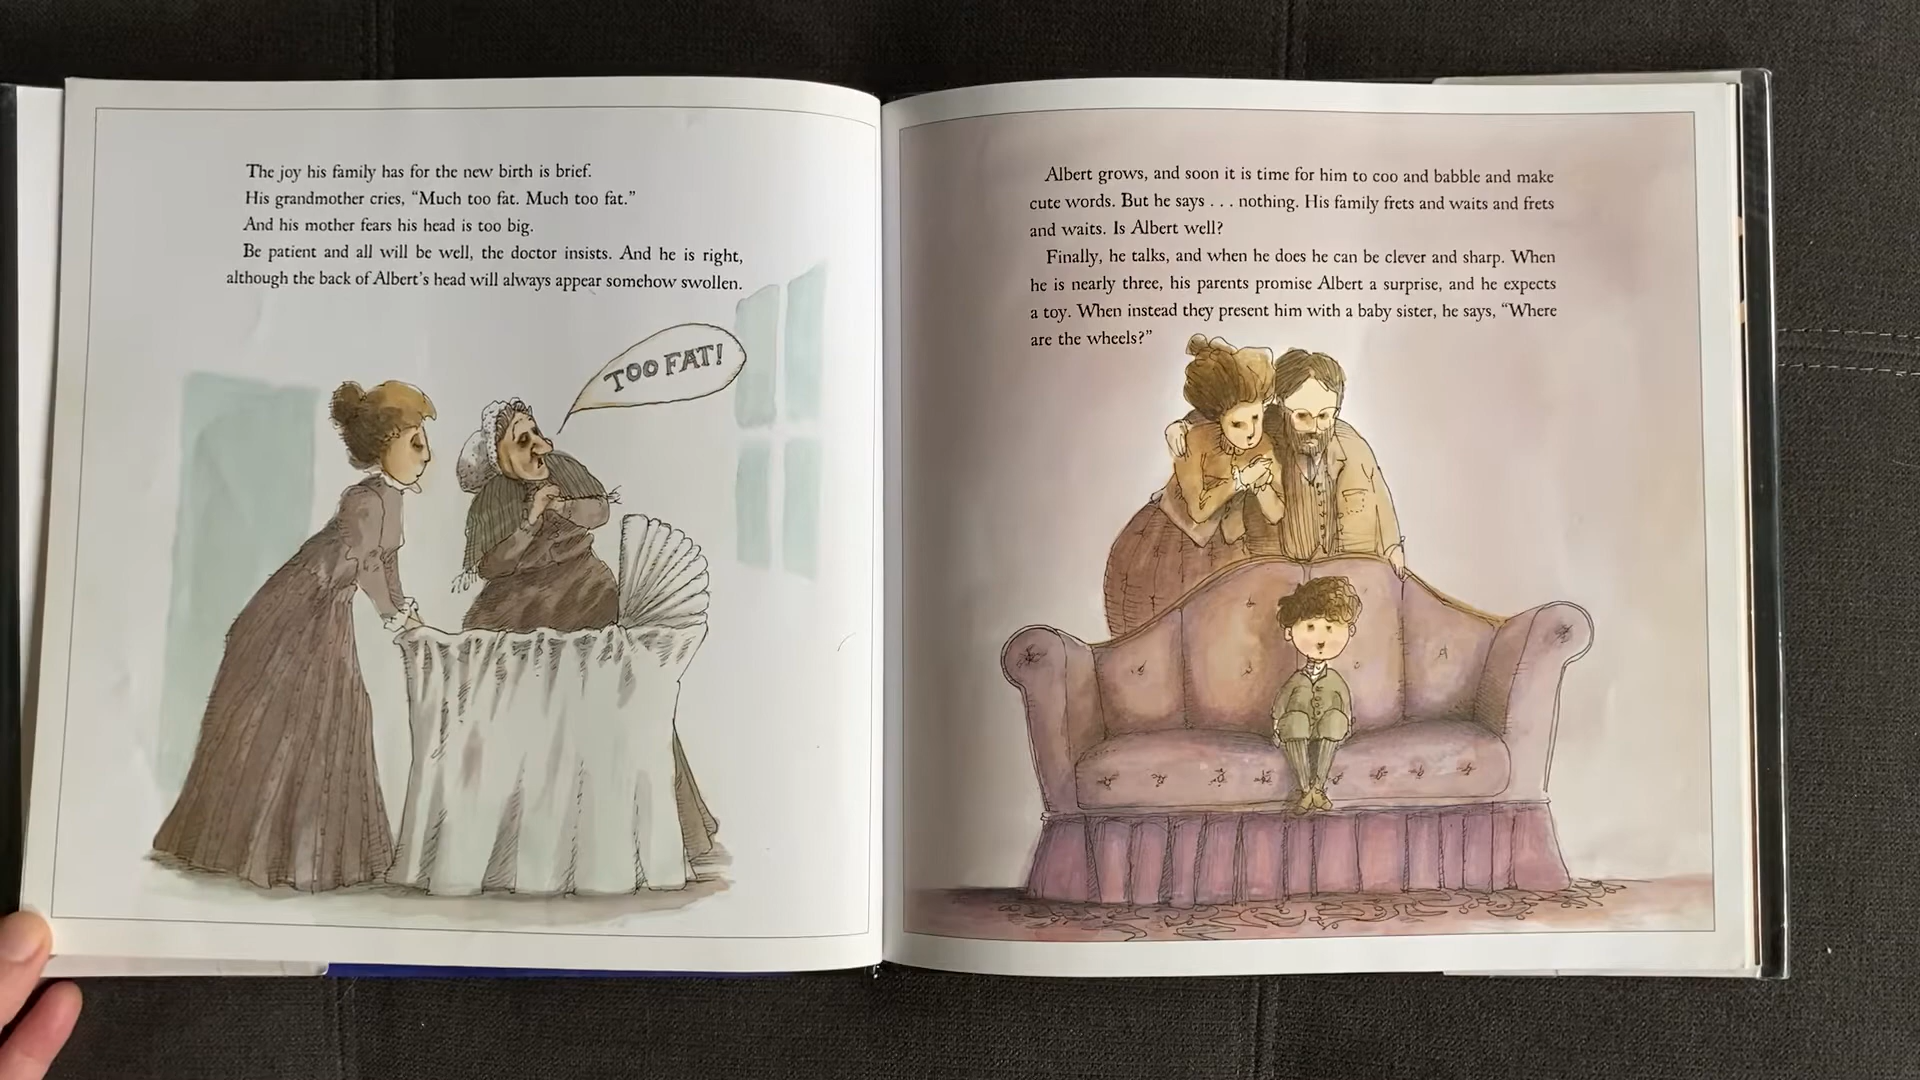 The joy his family has for the new birth is brief.
His grandmother cries, “Much too fat. Much too fat.”
And his mother fears his head is too big.
Be patient and all will be well, the doctor insists. And he is right,
although the back of Albert’s head will always appear somehow swollen.
TOO FAT!
Albert grows, and soon it is time for him to coo and babble and make
cute words. But he says . . . nothing. His family frets and waits and frets
and waits. Is Albert well?
Finally, he talks, and when he does he can be clever and sharp. When
he is nearly three, his parents promise Albert a surprise, and he expects
a toy. When instead they present him with a baby sister, he says, “Where
are the wheels?”